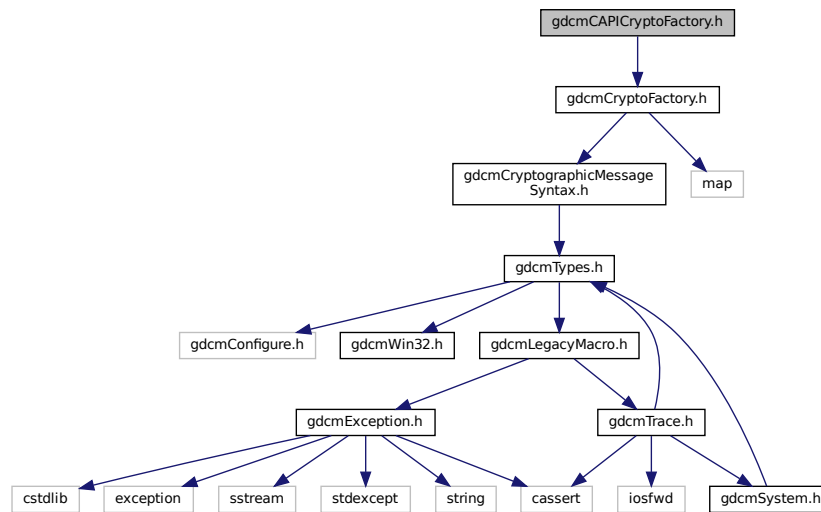 gdcmCAPICryptoFactory.h
gdcmCryptoFactory.h
gdcmCryptographicMessage
Syntax.h
map
gdcmTypes.h
gdcmConfigure.h
gdcmWin32.h
gdcmLegacyMacro.h
gdcmException.h
gdcmTrace.h
cstdlib
exception
sstream
stdexcept
string
cassert
iosfwd
gdcmSystem.h